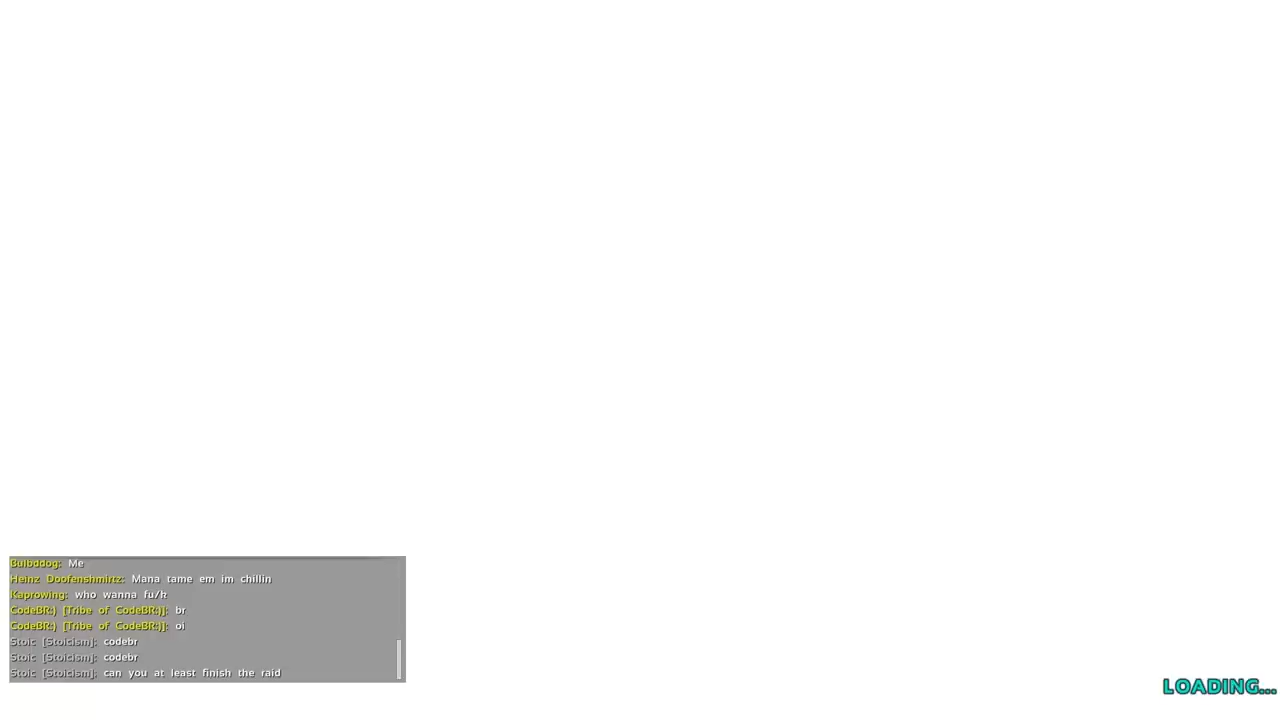 Bulbddog: Me
Heinz Doofenshmirtz: Mana tame em im chillin
Kaprowing: who wanna fu/k
CodeBR:) [Tribe of CodeBR:)]: br
CodeBR:) [Tribe of CodeBR:)]: oi
Stoic [Stoicism]: codebr
Stoic [Stoicism]: codebr
Stoic [Stoicism]: can you at least finish the raid
LOADING...